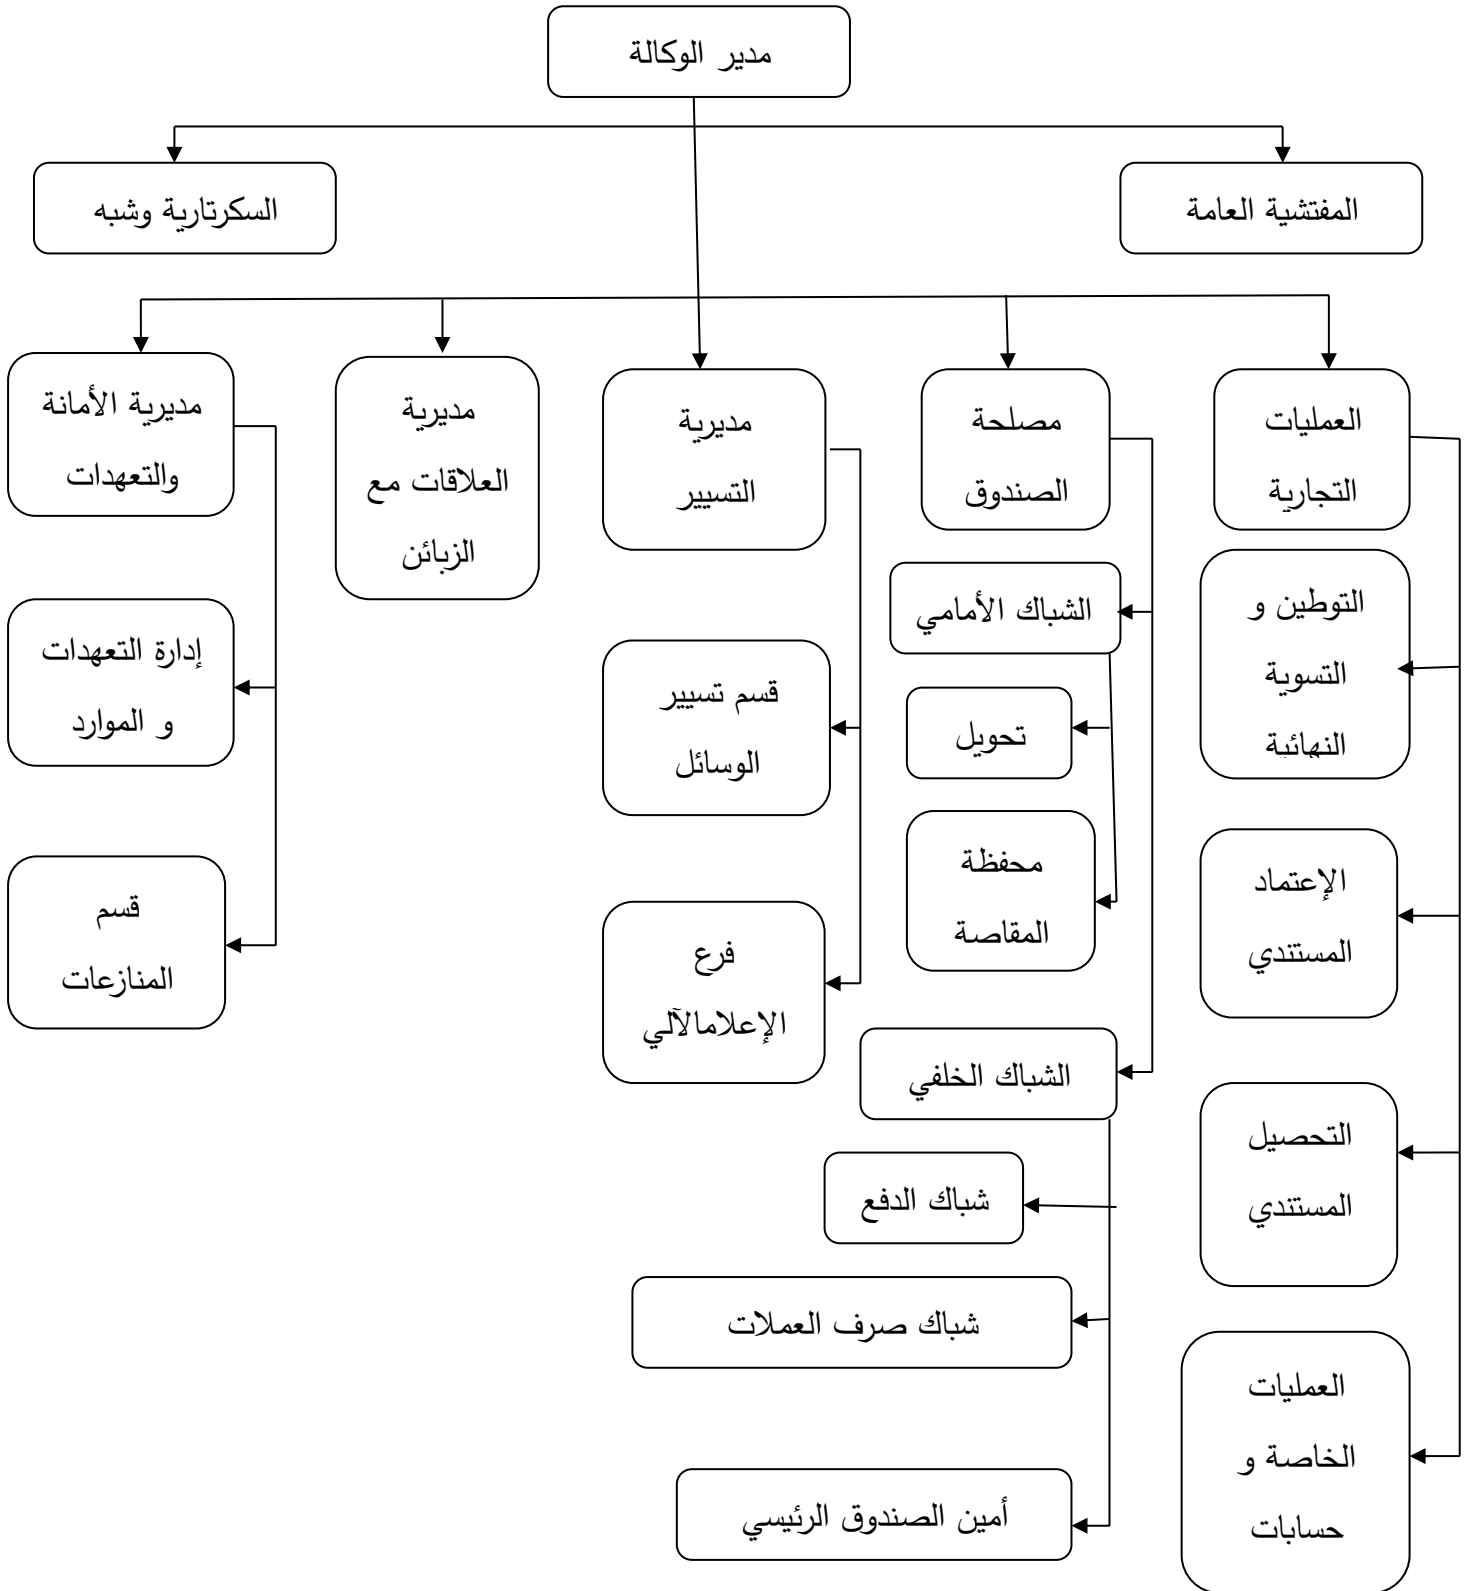 مدير الوكالة
المفتشية العامة
السكرتارية وشبه
العمليات
التجارية
مصلحة
الصندوق
مديرية
التسيير
مديرية
العلاقات مع
الزبائن
مديرية الأمانة
والتعهدات
التوطين و
التسوية
النهائية
الإعتماد
المستندي
التحصيل
المستندي
العمليات
الخاصة و
حسابات
الشباك الأمامي
تحويل
محفظة
المقاصة
الشباك الخلفي
شباك الدفع
شباك صرف العملات
أمين الصندوق الرئيسي
قسم تسيير
الوسائل
فرع
الإعلامالآلي
إدارة التعهدات
و الموارد
قسم
المنازعات